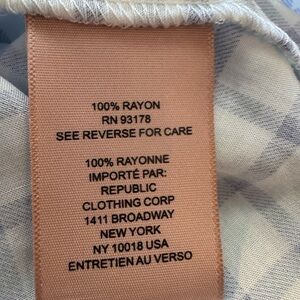 100% RAYON
RN 93178
SEE REVERSE FOR CARE
100% RAYONNE
IMPORTÉ PAR:
REPUBLIC
CLOTHING CORP
1411 BROADWAY
NEW YORK
NY 10018 USA
ENTRETIEN AU VERSO